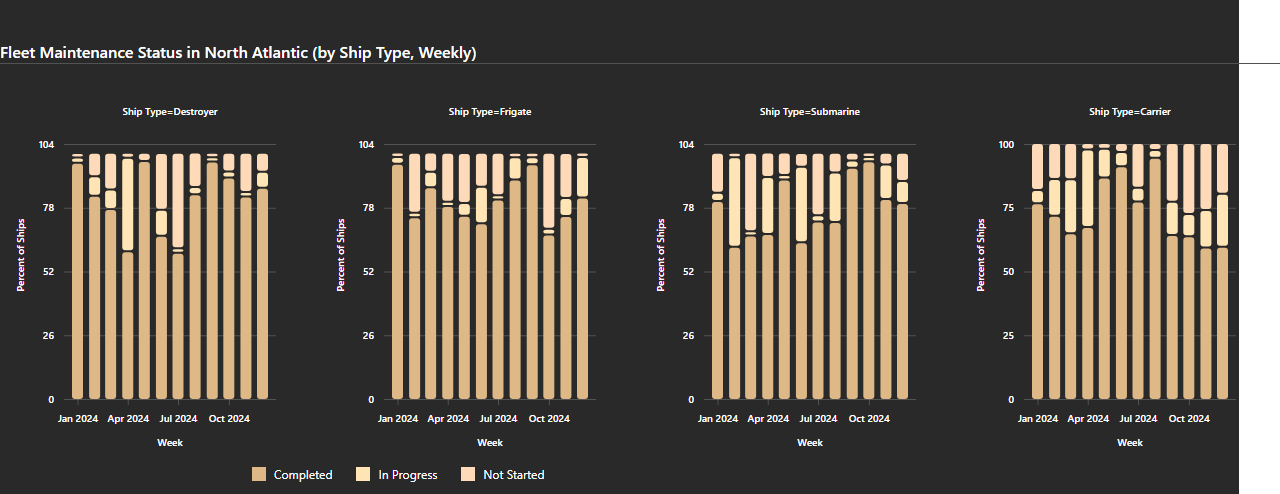 Fleet Maintenance Status in North Atlantic (by Ship Type, Weekly)
Ship Type=Destroyer
Ship Type=Frigate
Ship Type=Submarine
Ship Type=Carrier
104
78
52
26
0
Percent of Ships
Jan 2024 Apr 2024 Jul 2024 Oct 2024
Week
104
78
52
26
0
Percent of Ships
Jan 2024 Apr 2024 Jul 2024 Oct 2024
Week
104
78
52
26
0
Percent of Ships
Jan 2024 Apr 2024 Jul 2024 Oct 2024
Week
100
75
50
25
0
Percent of Ships
Jan 2024 Apr 2024 Jul 2024 Oct 2024
Week
Completed In Progress Not Started